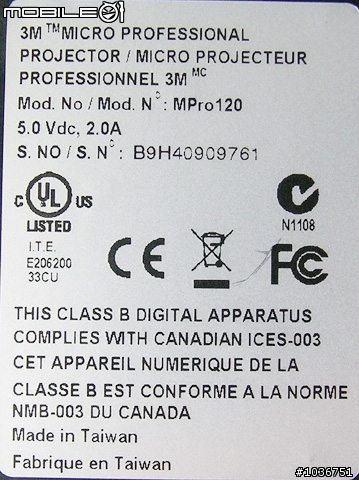 mobile01
3M™ MICRO PROFESSIONAL
PROJECTOR / MICRO PROJECTEUR
PROFESSIONNEL 3M MC
Mod. No / Mod. N° : MPro120
5.0 Vdc, 2.0A
S. NO / S. N° : B9H40909761
C UL US
LISTED
I.T.E.
E206200
33CU
N1108
CE
FC
THIS CLASS B DIGITAL APPARATUS
COMPLIES WITH CANADIAN ICES-003
CET APPAREIL NUMERIQUE DE LA
CLASSE B EST CONFORME A LA NORME
NMB-003 DU CANADA
Made in Taiwan
Fabrique en Taiwan
#1036751